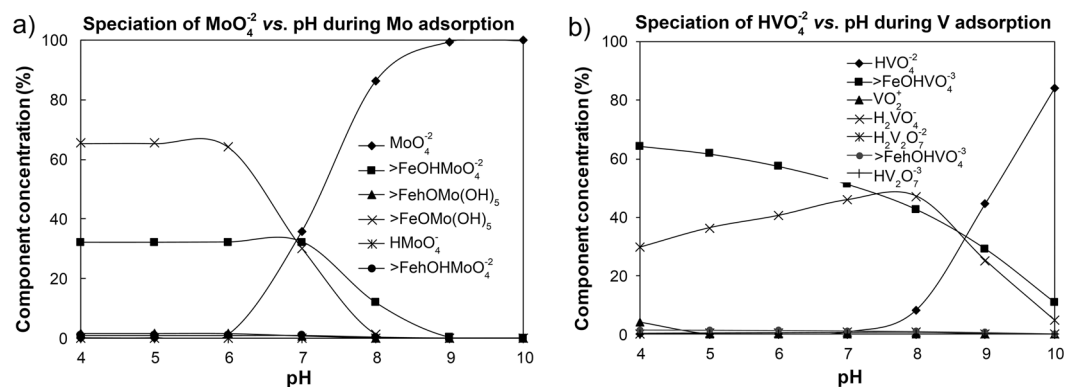 a)
Speciation of MoO₄⁻² vs. pH during Mo adsorption
Component concentration (%)
100
80
60
40
20
0
4 5 6 7 8 9 10
pH
MoO₄⁻²
>FeOHMoO₄⁻²
>FehOMo(OH)₅
>FeOMo(OH)₅
HMoO₄⁻
>FehOHMoO₄⁻²
b)
Speciation of HVO₄⁻² vs. pH during V adsorption
Component concentration (%)
100
80
60
40
20
0
4 5 6 7 8 9 10
pH
HVO₄⁻²
>FeOHVO₄⁻³
VO₂⁺
H₂VO₄⁻
H₂V₂O₇⁻²
>FehOHVO₄⁻³
HV₂O₇⁻³